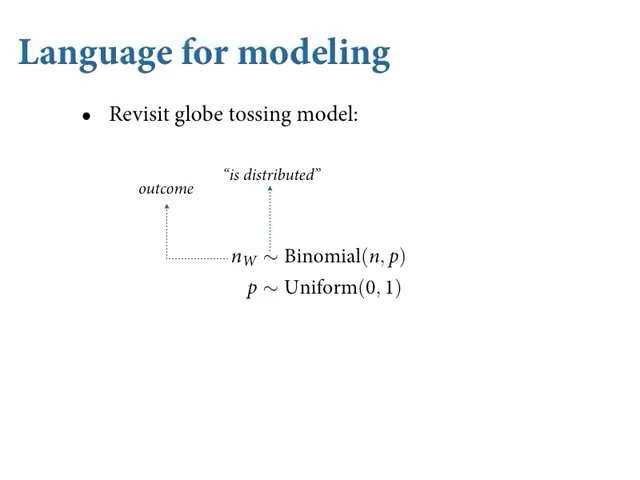 Language for modeling
• Revisit globe tossing model:
“is distributed”
outcome
n_W ∼ Binomial(n, p)
p ∼ Uniform(0, 1)